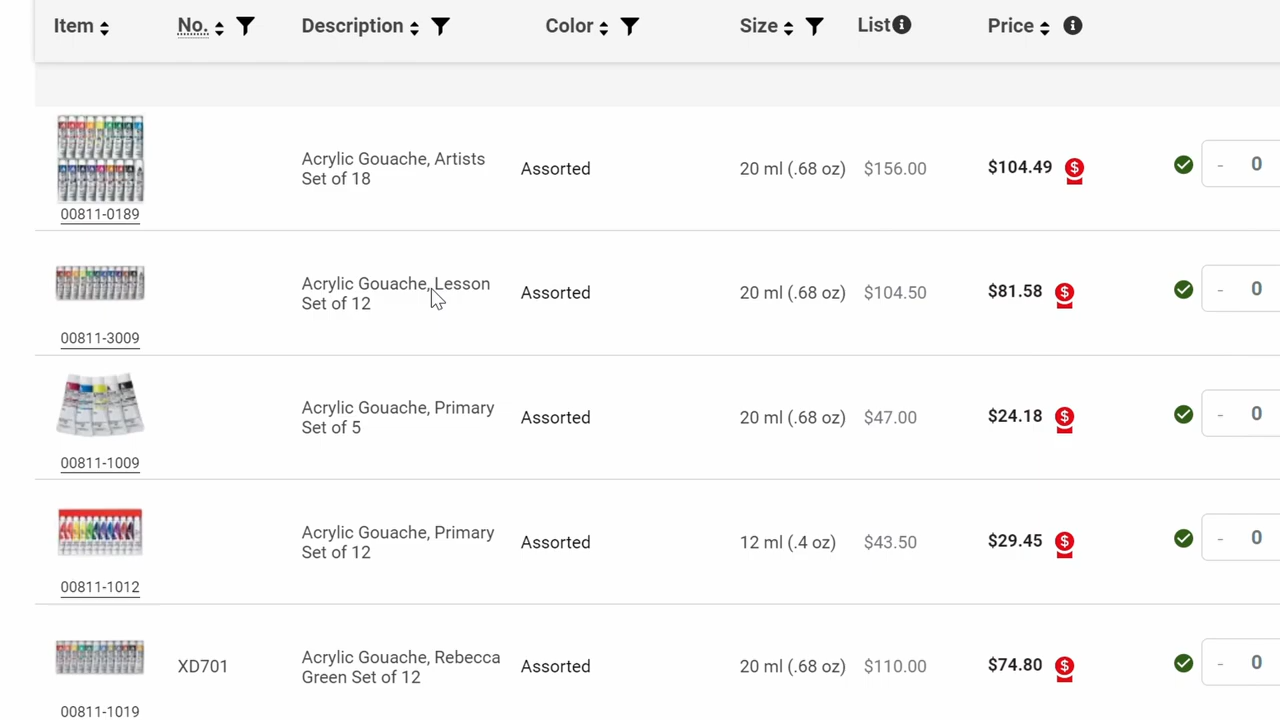 Item No. Description Color Size List Price
Acrylic Gouache, Artists
Set of 18
Assorted 20 ml (.68 oz) $156.00 $104.49 $ - 0
00811-0189
Acrylic Gouache, Lesson
Set of 12
Assorted 20 ml (.68 oz) $104.50 $81.58 $ - 0
00811-3009
Acrylic Gouache, Primary
Set of 5
Assorted 20 ml (.68 oz) $47.00 $24.18 $ - 0
00811-1009
Acrylic Gouache, Primary
Set of 12
Assorted 12 ml (.4 oz) $43.50 $29.45 $ - 0
00811-1012
Acrylic Gouache, Rebecca
Green Set of 12
XD701 Assorted 20 ml (.68 oz) $110.00 $74.80 $ - 0
00811-1019